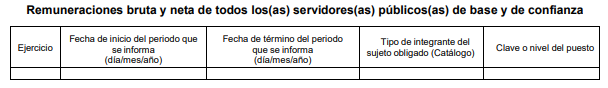 Remuneraciones bruta y neta de todos los(as) servidores(as) públicos(as) de base y de confianza
Ejercicio
Fecha de inicio del periodo que
se informa
(día/mes/año)
Fecha de término del periodo
que se informa
(día/mes/año)
Tipo de integrante del
sujeto obligado (Catálogo)
Clave o nivel del puesto